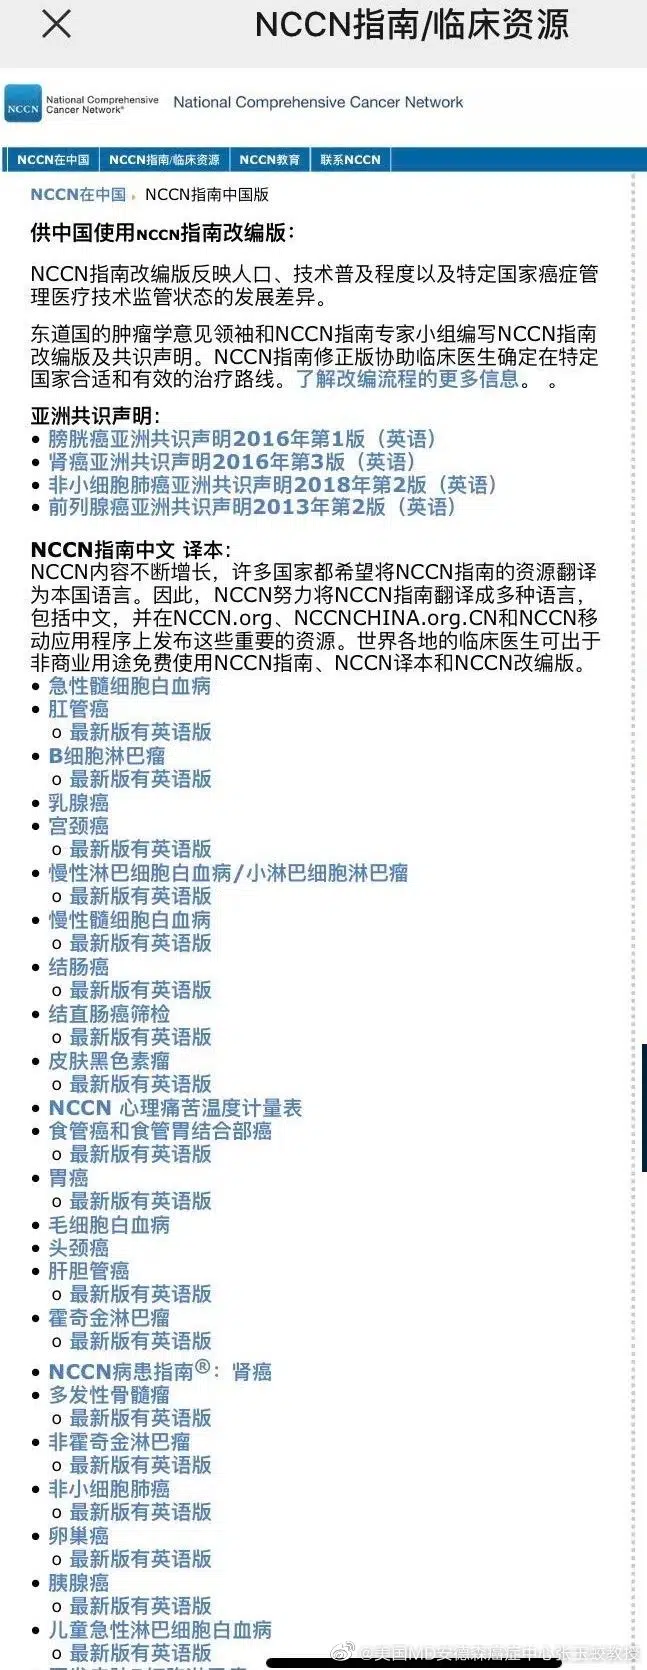 NCCN指南/临床资源
NCCN
National Comprehensive
Cancer Network®
National Comprehensive Cancer Network
NCCN在中国
NCCN指南/临床资源
NCCN教育
联系NCCN
NCCN在中国 NCCN指南中国版
供中国使用NCCN指南改编版：
NCCN指南改编版反映人口、技术普及程度以及特定国家癌症管
理医疗技术监管状态的发展差异。
东道国的肿瘤学意见领袖和NCCN指南专家小组编写NCCN指南
改编版及共识声明。NCCN指南修正版协助临床医生确定在特定
国家合适和有效的治疗路线。了解改编流程的更多信息。 。
亚洲共识声明：
• 膀胱癌亚洲共识声明2016年第1版（英语）
• 肾癌亚洲共识声明2016年第3版（英语）
• 非小细胞肺癌亚洲共识声明2018年第2版（英语）
• 前列腺癌亚洲共识声明2013年第2版（英语）
NCCN指南中文 译本：
NCCN内容不断增长，许多国家都希望将NCCN指南的资源翻译
为本国语言。因此，NCCN努力将NCCN指南翻译成多种语言，
包括中文，并在NCCN.org、NCCNCHINA.org.CN和NCCN移
动应用程序上发布这些重要的资源。世界各地的临床医生可出于
非商业用途免费使用NCCN指南、NCCN译本和NCCN改编版。
• 急性髓细胞白血病
• 肛管癌
o 最新版有英语版
• B细胞淋巴瘤
o 最新版有英语版
• 乳腺癌
• 宫颈癌
o 最新版有英语版
• 慢性淋巴细胞白血病/小淋巴细胞淋巴瘤
o 最新版有英语版
• 慢性髓细胞白血病
o 最新版有英语版
• 结肠癌
o 最新版有英语版
• 结直肠癌筛检
o 最新版有英语版
• 皮肤黑色素瘤
o 最新版有英语版
• NCCN 心理痛苦温度计量表
• 食管癌和食管胃结合部癌
o 最新版有英语版
• 胃癌
o 最新版有英语版
• 毛细胞白血病
• 头颈癌
• 肝胆管癌
o 最新版有英语版
• 霍奇金淋巴瘤
o 最新版有英语版
• NCCN病患指南®：肾癌
• 多发性骨髓瘤
o 最新版有英语版
• 非霍奇金淋巴瘤
o 最新版有英语版
• 非小细胞肺癌
o 最新版有英语版
• 卵巢癌
o 最新版有英语版
• 胰腺癌
o 最新版有英语版
• 儿童急性淋巴细胞白血病
o 最新版有英语版
@美国MD安德森癌症中心张玉蛟教授